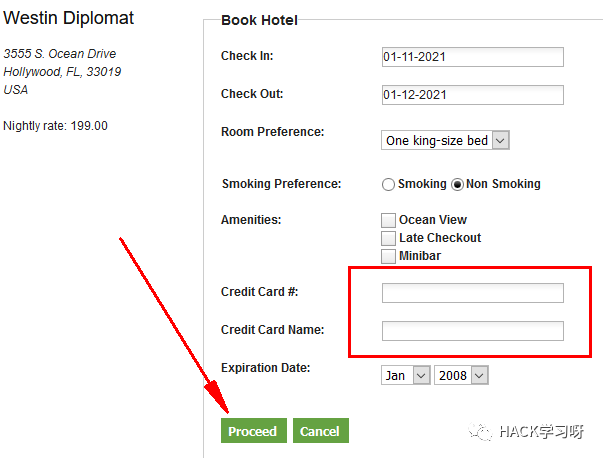 Westin Diplomat
3555 S. Ocean Drive
Hollywood, FL, 33019
USA
Nightly rate: 199.00
Book Hotel
Check In: 01-11-2021
Check Out: 01-12-2021
Room Preference: One king-size bed
Smoking Preference: Smoking Non Smoking
Amenities: Ocean View
Late Checkout
Minibar
Credit Card #:
Credit Card Name:
Expiration Date: Jan 2008
Proceed Cancel
HACK学习呀